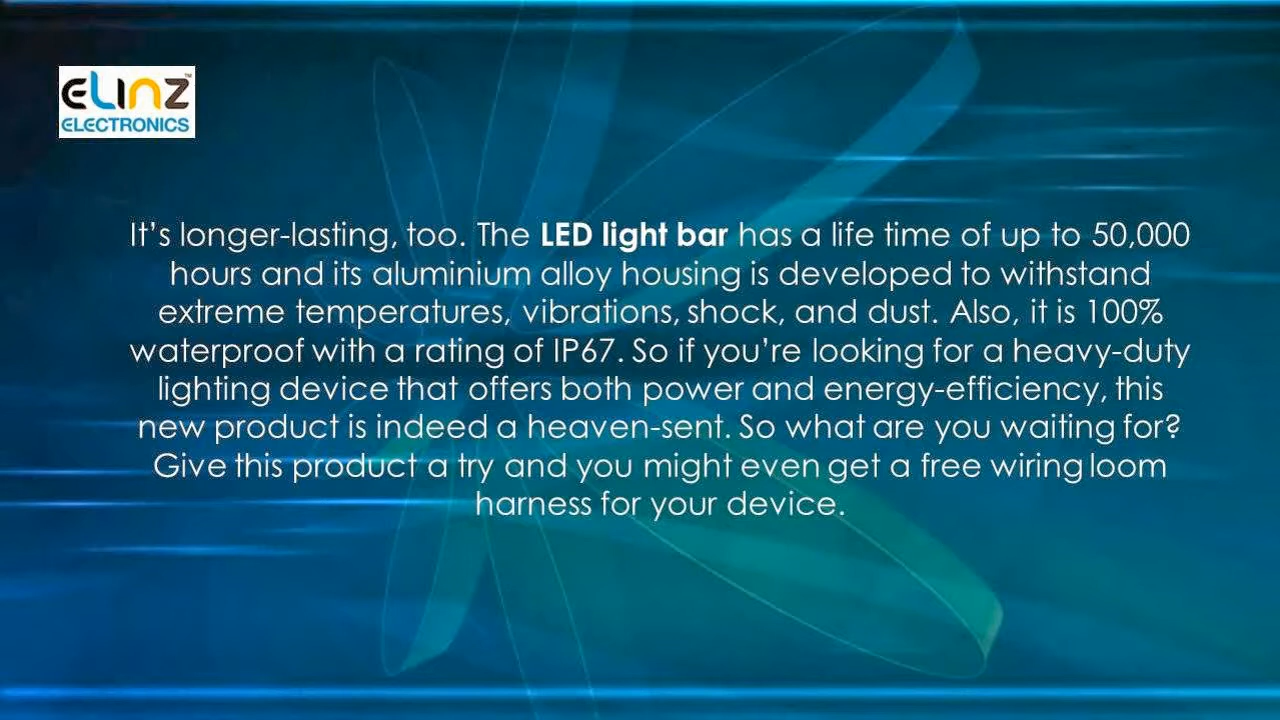 eLINZ™
ELECTRONICS
It's longer-lasting, too. The LED light bar has a life time of up to 50,000
hours and its aluminium alloy housing is developed to withstand
extreme temperatures, vibrations, shock, and dust. Also, it is 100%
waterproof with a rating of IP67. So if you're looking for a heavy-duty
lighting device that offers both power and energy-efficiency, this
new product is indeed a heaven-sent. So what are you waiting for?
Give this product a try and you might even get a free wiring loom
harness for your device.